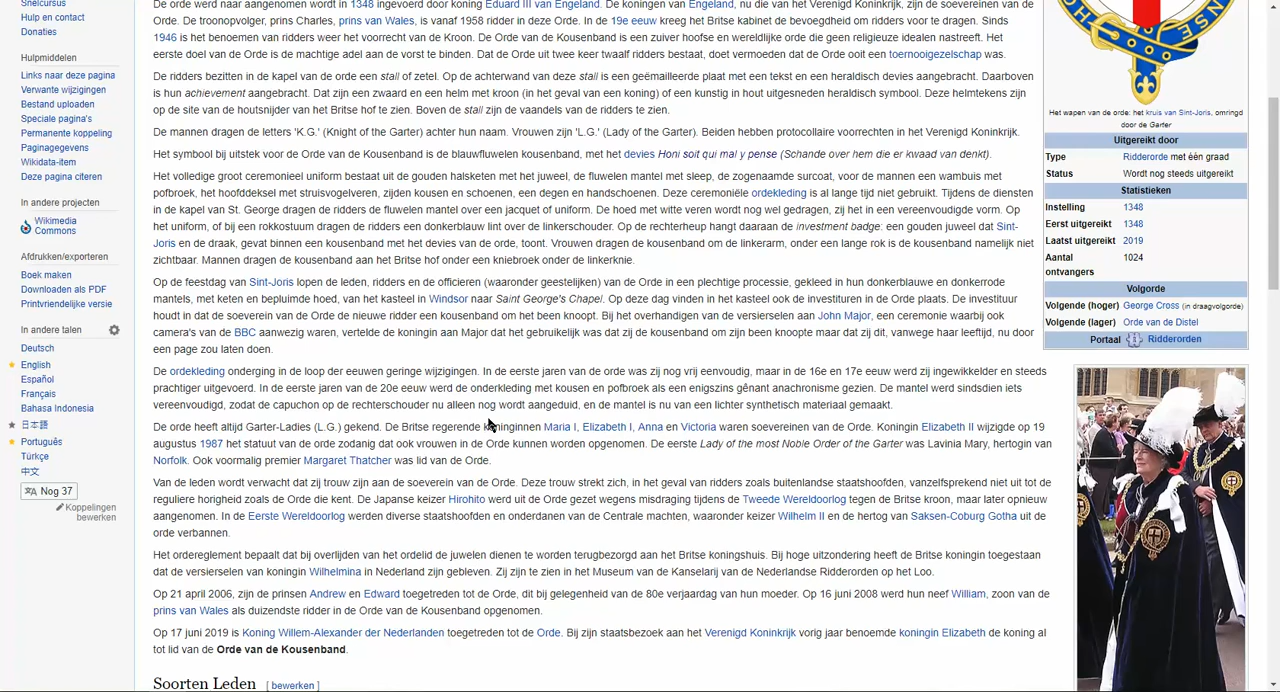 Snelcursus
Hulp en contact
Donaties
Hulpmiddelen
Links naar deze pagina
Verwante wijzigingen
Bestand uploaden
Speciale pagina's
Permanente koppeling
Paginagegevens
Wikidata-item
Deze pagina citeren
In andere projecten
Wikimedia
Commons
Afdrukken/exporteren
Boek maken
Downloaden als PDF
Printvriendelijke versie
In andere talen
Deutsch
English
Español
Français
Bahasa Indonesia
日本語
Português
Türkçe
中文
Nog 37
Koppelingen
bewerken
De orde werd naar aangenomen wordt in 1348 ingevoerd door koning Eduard III van Engeland. De koningen van Engeland, nu die van het Verenigd Koninkrijk, zijn de soevereinen van de
Orde. De troonopvolger, prins Charles, prins van Wales, is vanaf 1958 ridder in deze Orde. In de 19e eeuw kreeg het Britse kabinet de bevoegdheid om ridders voor te dragen. Sinds
1946 is het benoemen van ridders weer het voorrecht van de Kroon. De Orde van de Kousenband is een zuiver hoofse en wereldlijke orde die geen religieuze idealen nastreeft. Het
eerste doel van de Orde is de machtige adel aan de vorst te binden. Dat de Orde uit twee keer twaalf ridders bestaat, doet vermoeden dat de Orde ooit een toernooigezelschap was.
De ridders bezitten in de kapel van de orde een stall of zetel. Op de achterwand van deze stall is een geëmailleerde plaat met een tekst en een heraldisch devies aangebracht. Daarboven
is hun achievement aangebracht. Dat zijn een zwaard en een helm met kroon (in het geval van een koning) of een kunstig in hout uitgesneden heraldisch symbool. Deze helmtekens zijn
op de site van de houtsnijder van het Britse hof te zien. Boven de stall zijn de vaandels van de ridders te zien.
De mannen dragen de letters 'K.G.' (Knight of the Garter) achter hun naam. Vrouwen zijn 'L.G.' (Lady of the Garter). Beiden hebben protocollaire voorrechten in het Verenigd Koninkrijk.
Het symbool bij uitstek voor de Orde van de Kousenband is de blauwfluwelen kousenband, met het devies Honi soit qui mal y pense (Schande over hem die er kwaad van denkt).
Het volledige groot ceremonieel uniform bestaat uit de gouden halsketen met het juweel, de fluwelen mantel met sleep, de zogenaamde surcoat, voor de mannen een wambuis met
pofbroek, het hoofddeksel met struisvogelveren, zijden kousen en schoenen, een degen en handschoenen. Deze ceremoniële ordekleding is al lange tijd niet gebruikt. Tijdens de diensten
in de kapel van St. George dragen de ridders de fluwelen mantel over een jacquet of uniform. De hoed met witte veren wordt nog wel gedragen, zij het in een vereenvoudigde vorm. Op
het uniform, of bij een rokkostuum dragen de ridders een donkerblauw lint over de linkerschouder. Op de rechterheup hangt daaraan de investment badge: een gouden juweel dat Sint-
Joris en de draak, gevat binnen een kousenband met het devies van de orde, toont. Vrouwen dragen de kousenband om de linkerarm, onder een lange rok is de kousenband namelijk niet
zichtbaar. Mannen dragen de kousenband aan het Britse hof onder een kniebroek onder de linkerknie.
Op de feestdag van Sint-Joris lopen de leden, ridders en de officieren (waaronder geestelijken) van de Orde in een plechtige processie, gekleed in hun donkerblauwe en donkerrode
mantels, met keten en bepluimde hoed, van het kasteel in Windsor naar Saint George's Chapel. Op deze dag vinden in het kasteel ook de investituren in de Orde plaats. De investituur
houdt in dat de soeverein van de Orde de nieuwe ridder een kousenband om het been knoopt. Bij het overhandigen van de versierselen aan John Major, een ceremonie waarbij ook
camera's van de BBC aanwezig waren, vertelde de koningin aan Major dat het gebruikelijk was dat zij de kousenband om zijn been knoopte maar dat zij dit, vanwege haar leeftijd, nu door
een page zou laten doen.
De ordekleding onderging in de loop der eeuwen geringe wijzigingen. In de eerste jaren van de orde was zij nog vrij eenvoudig, maar in de 16e en 17e eeuw werd zij ingewikkelder en steeds
prachtiger uitgevoerd. In de eerste jaren van de 20e eeuw werd de onderkleding met kousen en pofbroek als een enigszins gênant anachronisme gezien. De mantel werd sindsdien iets
vereenvoudigd, zodat de capuchon op de rechterschouder nu alleen nog wordt aangeduid, en de mantel is nu van een lichter synthetisch materiaal gemaakt.
De orde heeft altijd Garter-Ladies (L.G.) gekend. De Britse regerende koninginnen Maria I, Elizabeth I, Anna en Victoria waren soevereinen van de Orde. Koningin Elizabeth II wijzigde op 19
augustus 1987 het statuut van de orde zodanig dat ook vrouwen in de Orde kunnen worden opgenomen. De eerste Lady of the most Noble Order of the Garter was Lavinia Mary, hertogin van
Norfolk. Ook voormalig premier Margaret Thatcher was lid van de Orde.
Van de leden wordt verwacht dat zij trouw zijn aan de soeverein van de Orde. Deze trouw strekt zich, in het geval van ridders zoals buitenlandse staatshoofden, vanzelfsprekend niet uit tot de
reguliere horigheid zoals de Orde die kent. De Japanse keizer Hirohito werd uit de Orde gezet wegens misdraging tijdens de Tweede Wereldoorlog tegen de Britse kroon, maar later opnieuw
aangenomen. In de Eerste Wereldoorlog werden diverse staatshoofden en onderdanen van de Centrale machten, waaronder keizer Wilhelm II en de hertog van Saksen-Coburg Gotha uit de
orde verbannen.
Het ordereglement bepaalt dat bij overlijden van het ordelid de juwelen dienen te worden terugbezorgd aan het Britse koningshuis. Bij hoge uitzondering heeft de Britse koningin toegestaan
dat de versierselen van koningin Wilhelmina in Nederland zijn gebleven. Zij zijn te zien in het Museum van de Kanselarij van de Nederlandse Ridderorden op het Loo.
Op 21 april 2006, zijn de prinsen Andrew en Edward toegetreden tot de Orde, dit bij gelegenheid van de 80e verjaardag van hun moeder. Op 16 juni 2008 werd hun neef William, zoon van de
prins van Wales als duizendste ridder in de Orde van de Kousenband opgenomen.
Op 17 juni 2019 is Koning Willem-Alexander der Nederlanden toegetreden tot de Orde. Bij zijn staatsbezoek aan het Verenigd Koninkrijk vorig jaar benoemde koningin Elizabeth de koning al
tot lid van de Orde van de Kousenband.
Soorten Leden [ bewerken ]
Het wapen van de orde: het kruis van Sint-Joris, omringd
door de Garter
Uitgereikt door
Type Ridderorde met één graad
Status Wordt nog steeds uitgereikt
Statistieken
Instelling 1348
Eerst uitgereikt 1348
Laatst uitgereikt 2019
Aantal 1024
ontvangers
Volgorde
Volgende (hoger) George Cross (in draagvolgorde)
Volgende (lager) Orde van de Distel
Portaal Ridderorden